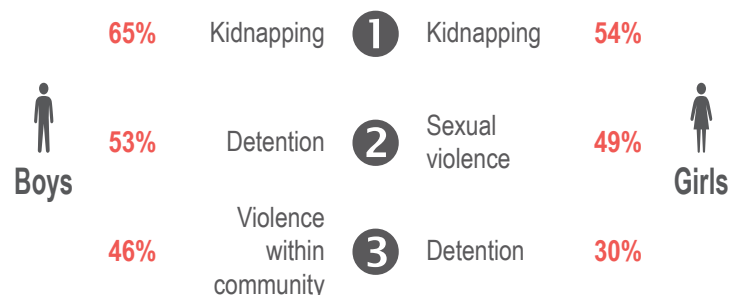 65% Kidnapping 1 Kidnapping 54%
53% Detention 2 Sexual
violence 49%
Boys Girls
Violence
46% within 3 Detention 30%
community